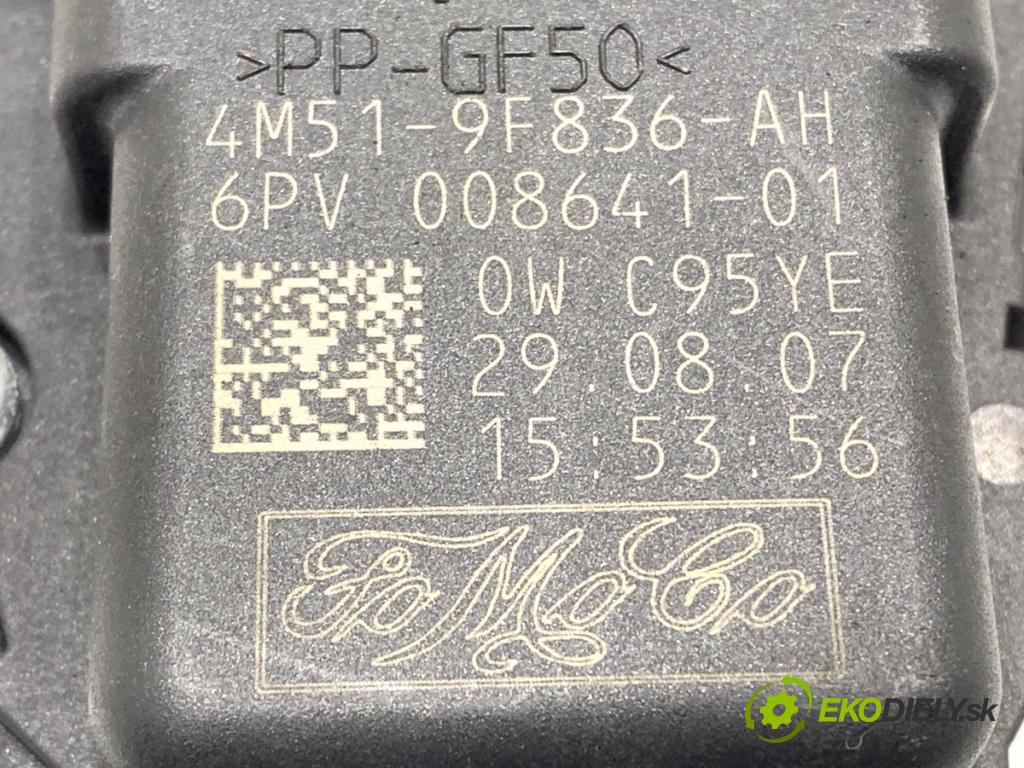 >PP-GF50<
4M51-9F836-AH
6PV 008641-01
0W C95YE
29.08.07
15:53:56
FoMoCo
EKODIELY.sk